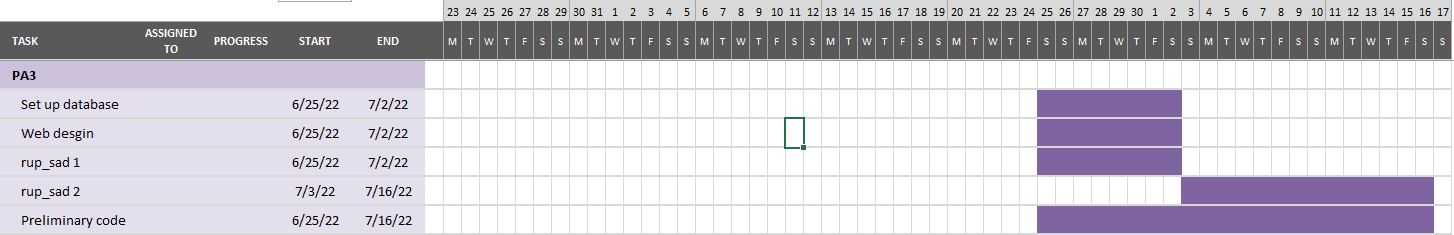 23 24 25 26 27 28 29 30 31 1 2 3 4 5 6 7 8 9 10 11 12 13 14 15 16 17 18 19 20 21 22 23 24 25 26 27 28 29 30 1 2 3 4 5 6 7 8 9 10 11 12 13 14 15 16 17
TASK ASSIGNED TO PROGRESS START END M T W T F S S M T W T F S S M T W T F S S M T W T F S S M T W T F S S M T W T F S S M T W T F S S M T W T F S S
PA3
Set up database 6/25/22 7/2/22
Web desgin 6/25/22 7/2/22
rup_sad 1 6/25/22 7/2/22
rup_sad 2 7/3/22 7/16/22
Preliminary code 6/25/22 7/16/22